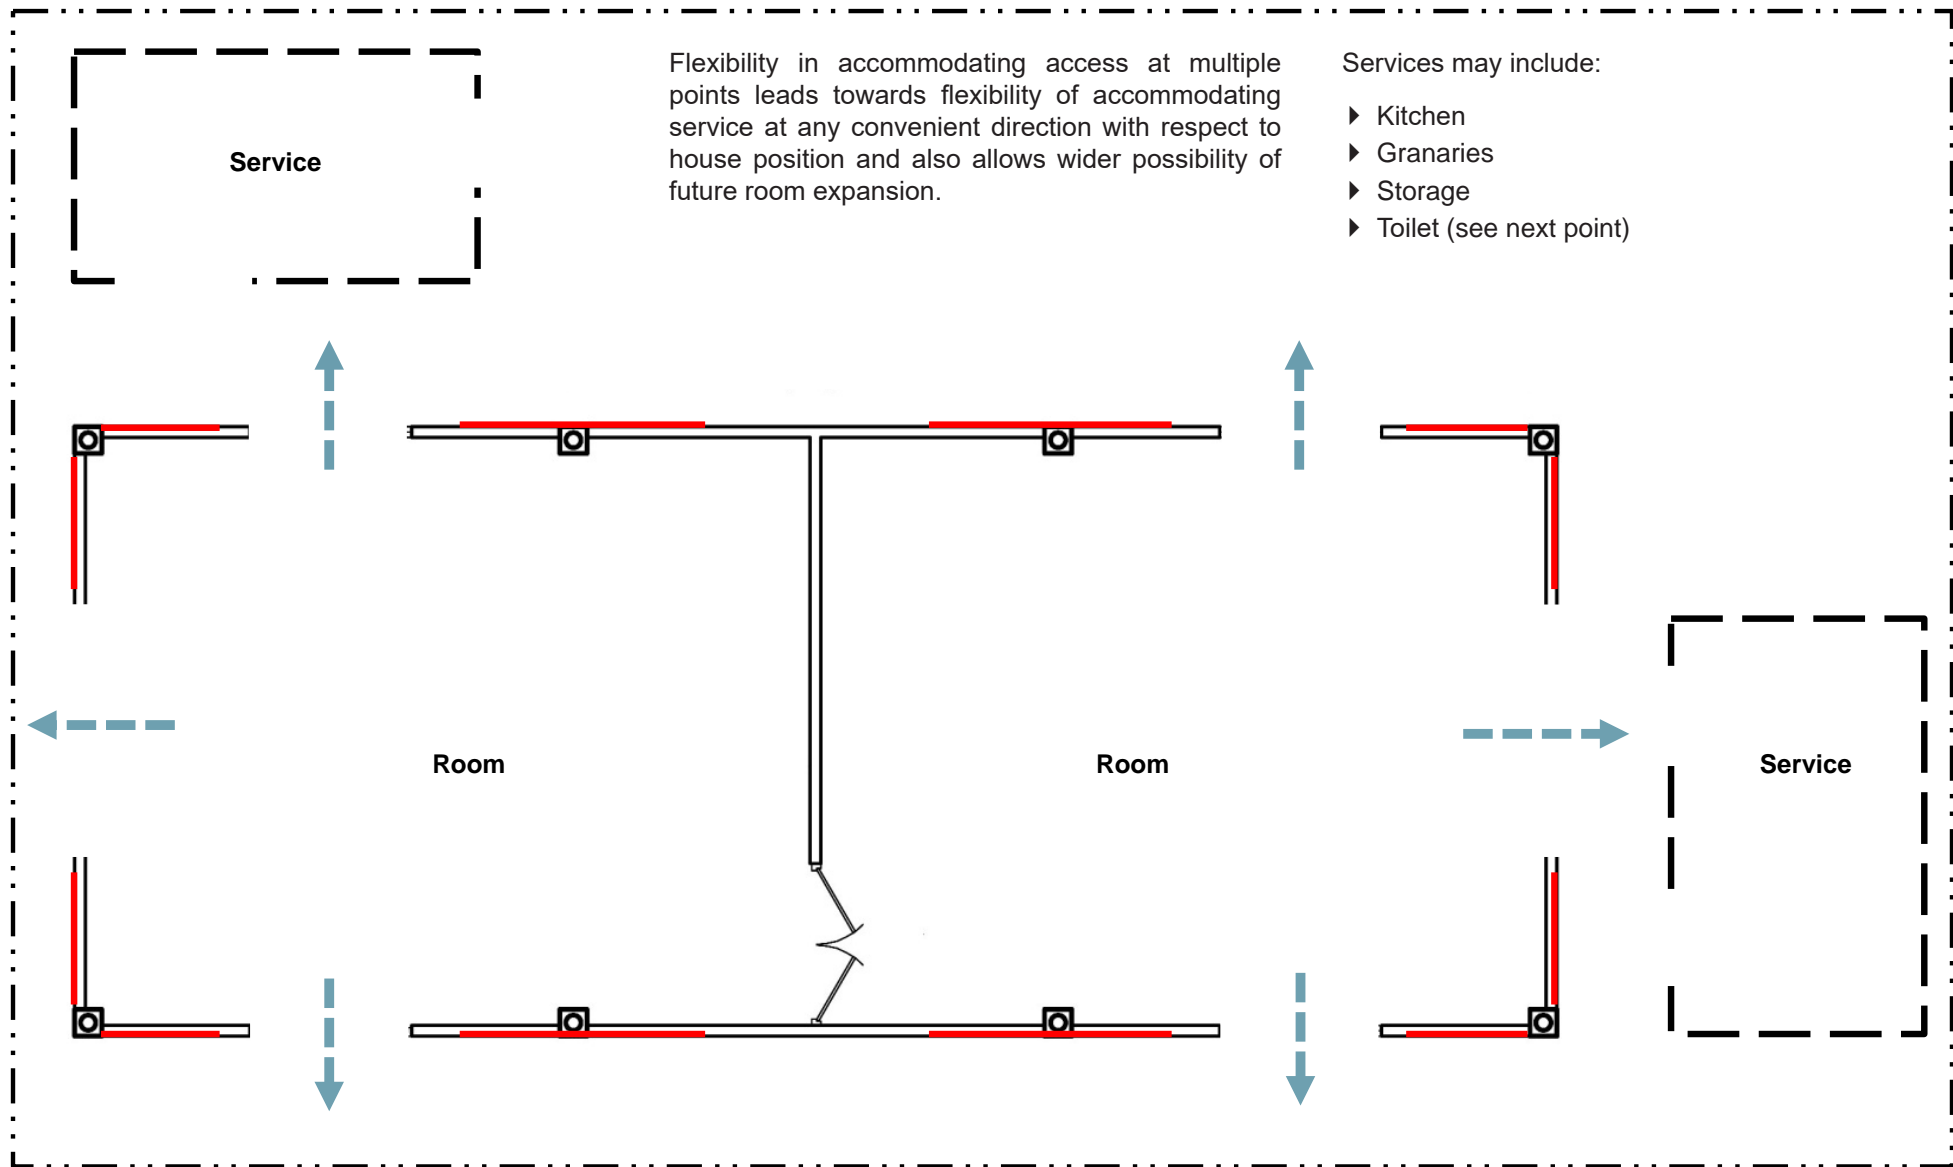 Service
Flexibility in accommodating access at multiple
points leads towards flexibility of accommodating
service at any convenient direction with respect to
house position and also allows wider possibility of
future room expansion.
Services may include:
Kitchen
Granaries
Storage
Toilet (see next point)
Room
Room
Service